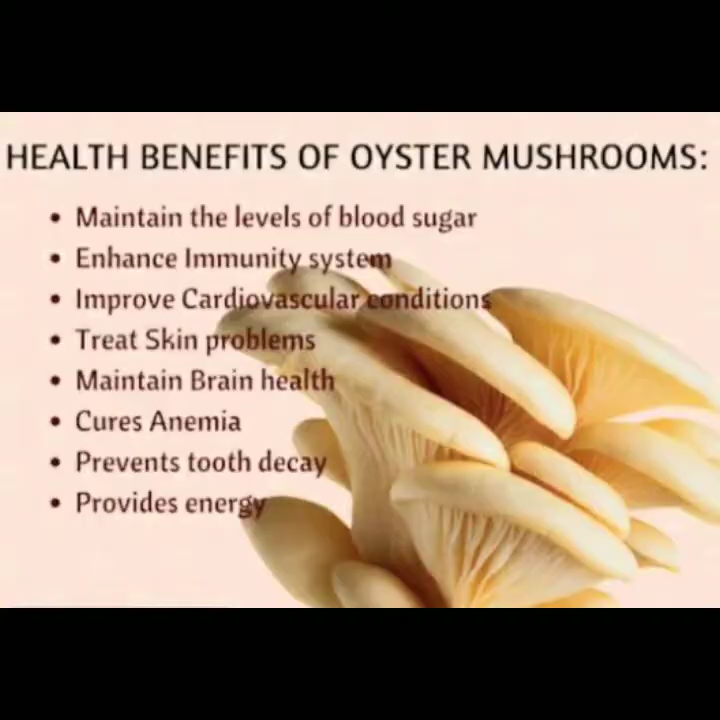 HEALTH BENEFITS OF OYSTER MUSHROOMS:
• Maintain the levels of blood sugar
• Enhance Immunity system
• Improve Cardiovascular conditions
• Treat Skin problems
• Maintain Brain health
• Cures Anemia
• Prevents tooth decay
• Provides energy